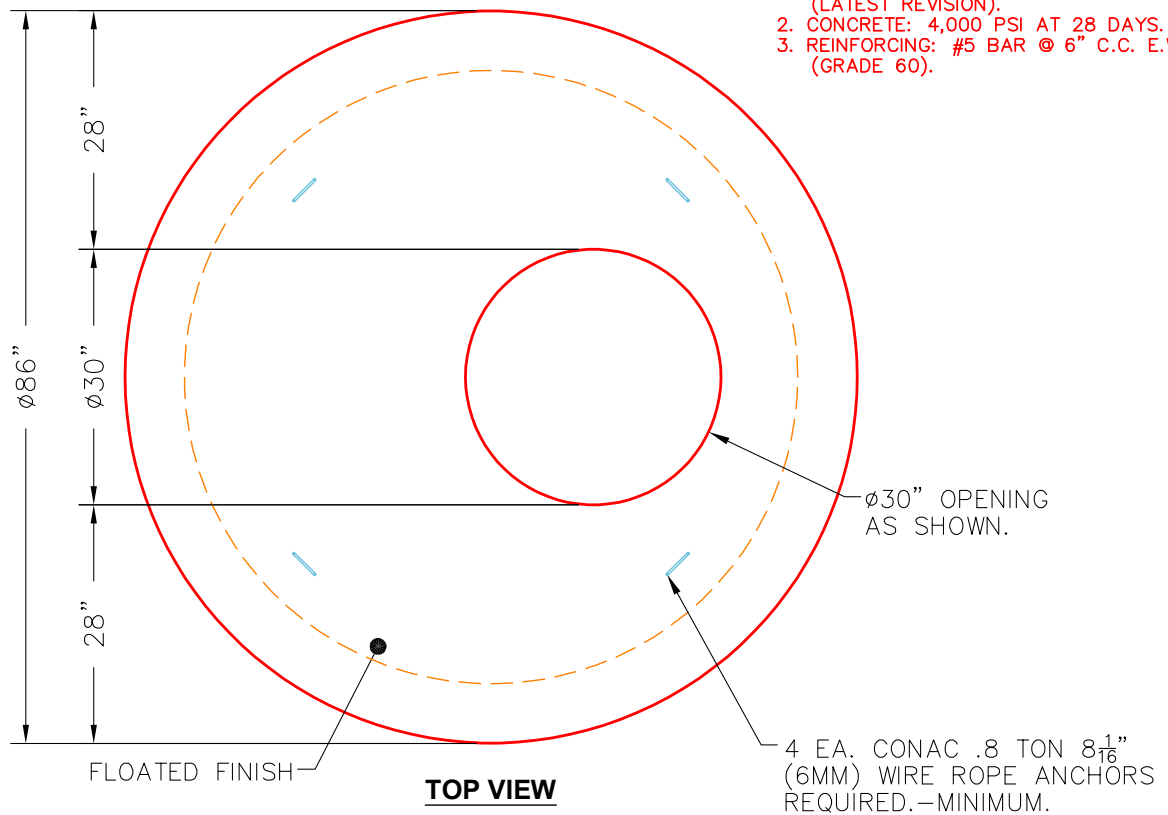 (LATEST REVISION).
2. CONCRETE: 4,000 PSI AT 28 DAYS.
3. REINFORCING: #5 BAR @ 6" C.C. E.
(GRADE 60).
28"
ø86"
ø30"
28"
ø30" OPENING
AS SHOWN.
4 EA. CONAC .8 TON 8 1/16"
(6MM) WIRE ROPE ANCHORS
REQUIRED.-MINIMUM.
FLOATED FINISH
TOP VIEW